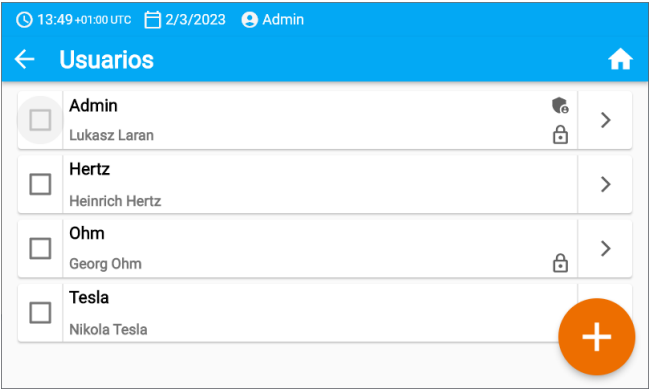 13:49 +01:00 UTC 2/3/2023 Admin
Usuarios
Admin
Lukasz Laran
Hertz
Heinrich Hertz
Ohm
Georg Ohm
Tesla
Nikola Tesla